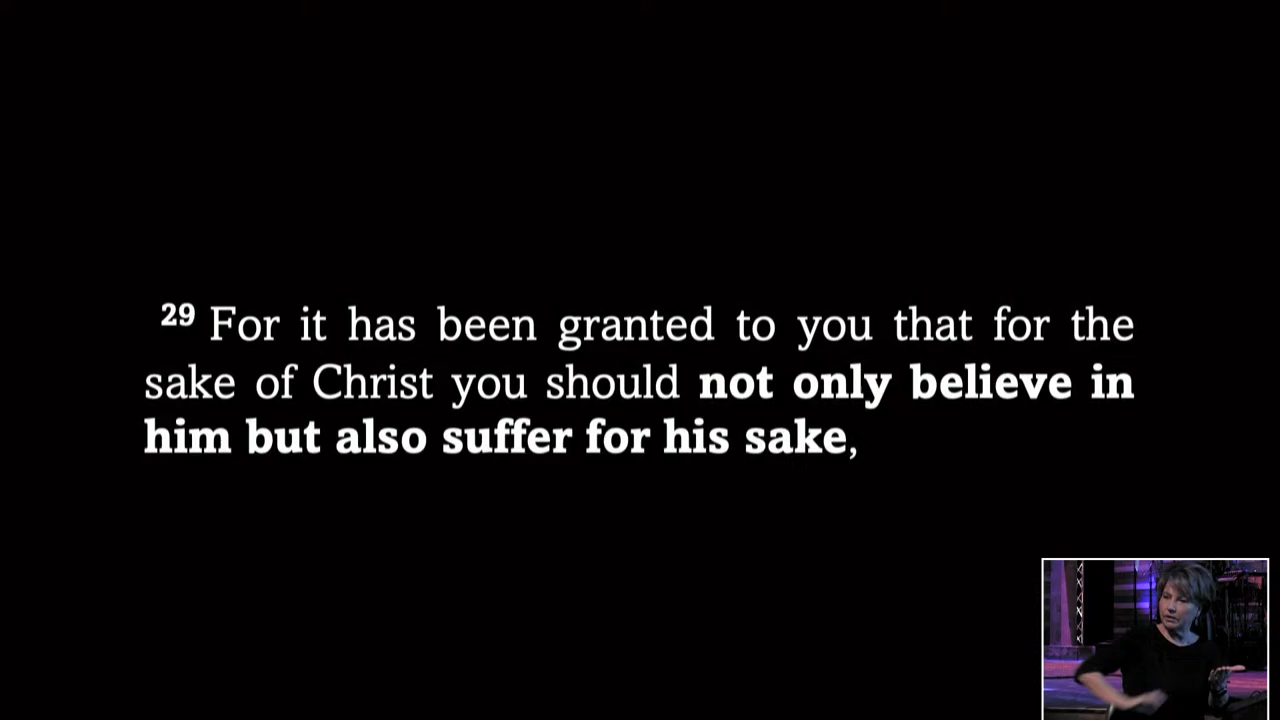 29 For it has been granted to you that for the
sake of Christ you should not only believe in
him but also suffer for his sake,